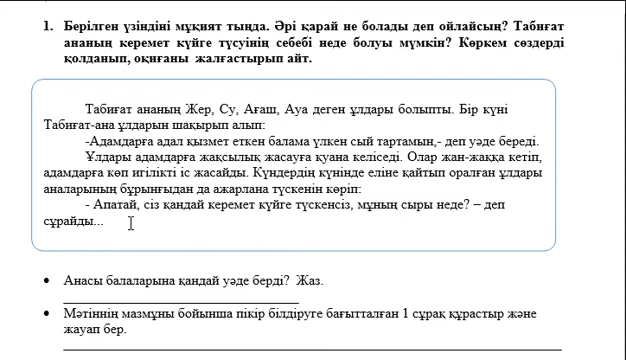 1. Берілген үзіндіні мұқият тыңда. Әрі қарай не болады деп ойлайсың? Табиғат
ананың керемет күйге түсуінің себебі неде болуы мүмкін? Көркем сөздерді
қолданып, оқиғаны жалғастырып айт.
Табиғат ананың Жер, Су, Ағаш, Ауа деген ұлдары болыпты. Бір күні
Табиғат-ана ұлдарын шақырып алып:
-Адамдарға адал қызмет еткен балама үлкен сый тартамын,- деп уәде береді.
Ұлдары адамдарға жақсылық жасауға қуана келіседі. Олар жан-жаққа кетіп,
адамдарға көп игілікті іс жасайды. Күндердің күнінде еліне қайтып оралған ұлдары
аналарының бұрынғыдан да ажарлана түскенін көріп:
- Апатай, сіз қандай керемет күйге түскенсіз, мұның сыры неде? – деп
сұрайды...
• Анасы балаларына қандай уәде берді? Жаз.
• Мәтіннің мазмұны бойынша пікір білдіруге бағытталған 1 сұрақ құрастыр және
жауап бер.